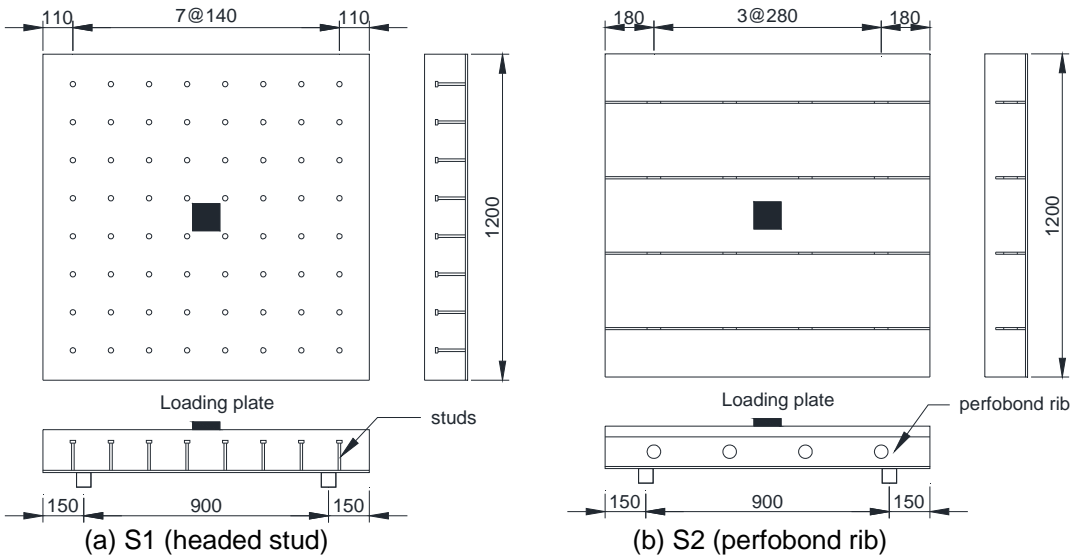 110
7@140
110
1200
Loading plate
studs
150
900
150
(a) S1 (headed stud)
180
3@280
180
1200
Loading plate
perfobond rib
150
900
150
(b) S2 (perfobond rib)